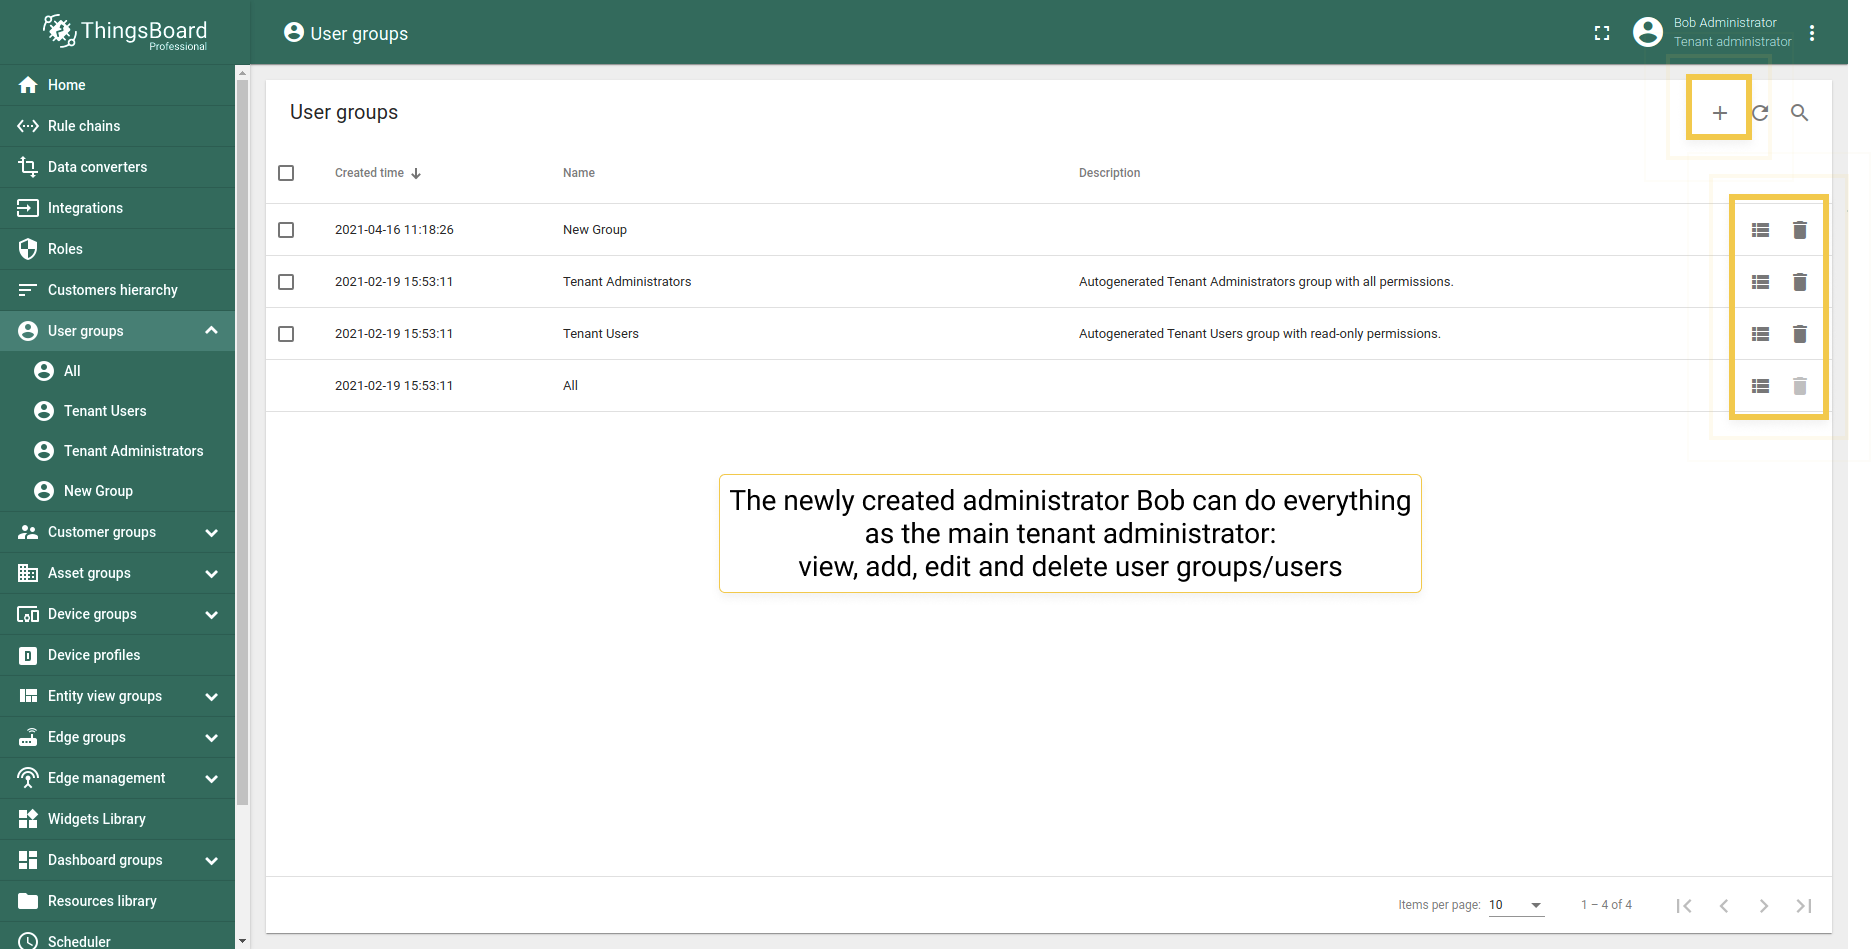 ThingsBoard
Professional
User groups
Bob Administrator
Tenant administrator
Home
Rule chains
Data converters
Integrations
Roles
Customers hierarchy
User groups
All
Tenant Users
Tenant Administrators
New Group
Customer groups
Asset groups
Device groups
Device profiles
Entity view groups
Edge groups
Edge management
Widgets Library
Dashboard groups
Resources library
Scheduler
User groups
Created time Name Description
2021-04-16 11:18:26 New Group
2021-02-19 15:53:11 Tenant Administrators Autogenerated Tenant Administrators group with all permissions.
2021-02-19 15:53:11 Tenant Users Autogenerated Tenant Users group with read-only permissions.
2021-02-19 15:53:11 All
The newly created administrator Bob can do everything
as the main tenant administrator:
view, add, edit and delete user groups/users
Items per page: 10 1 – 4 of 4